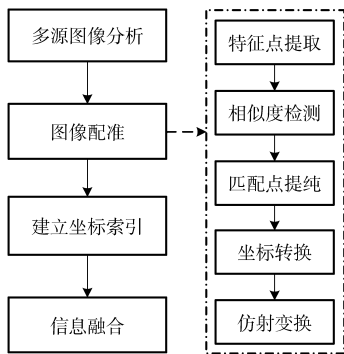 多源图像分析
图像配准
建立坐标索引
信息融合
特征点提取
相似度检测
匹配点提纯
坐标转换
仿射变换